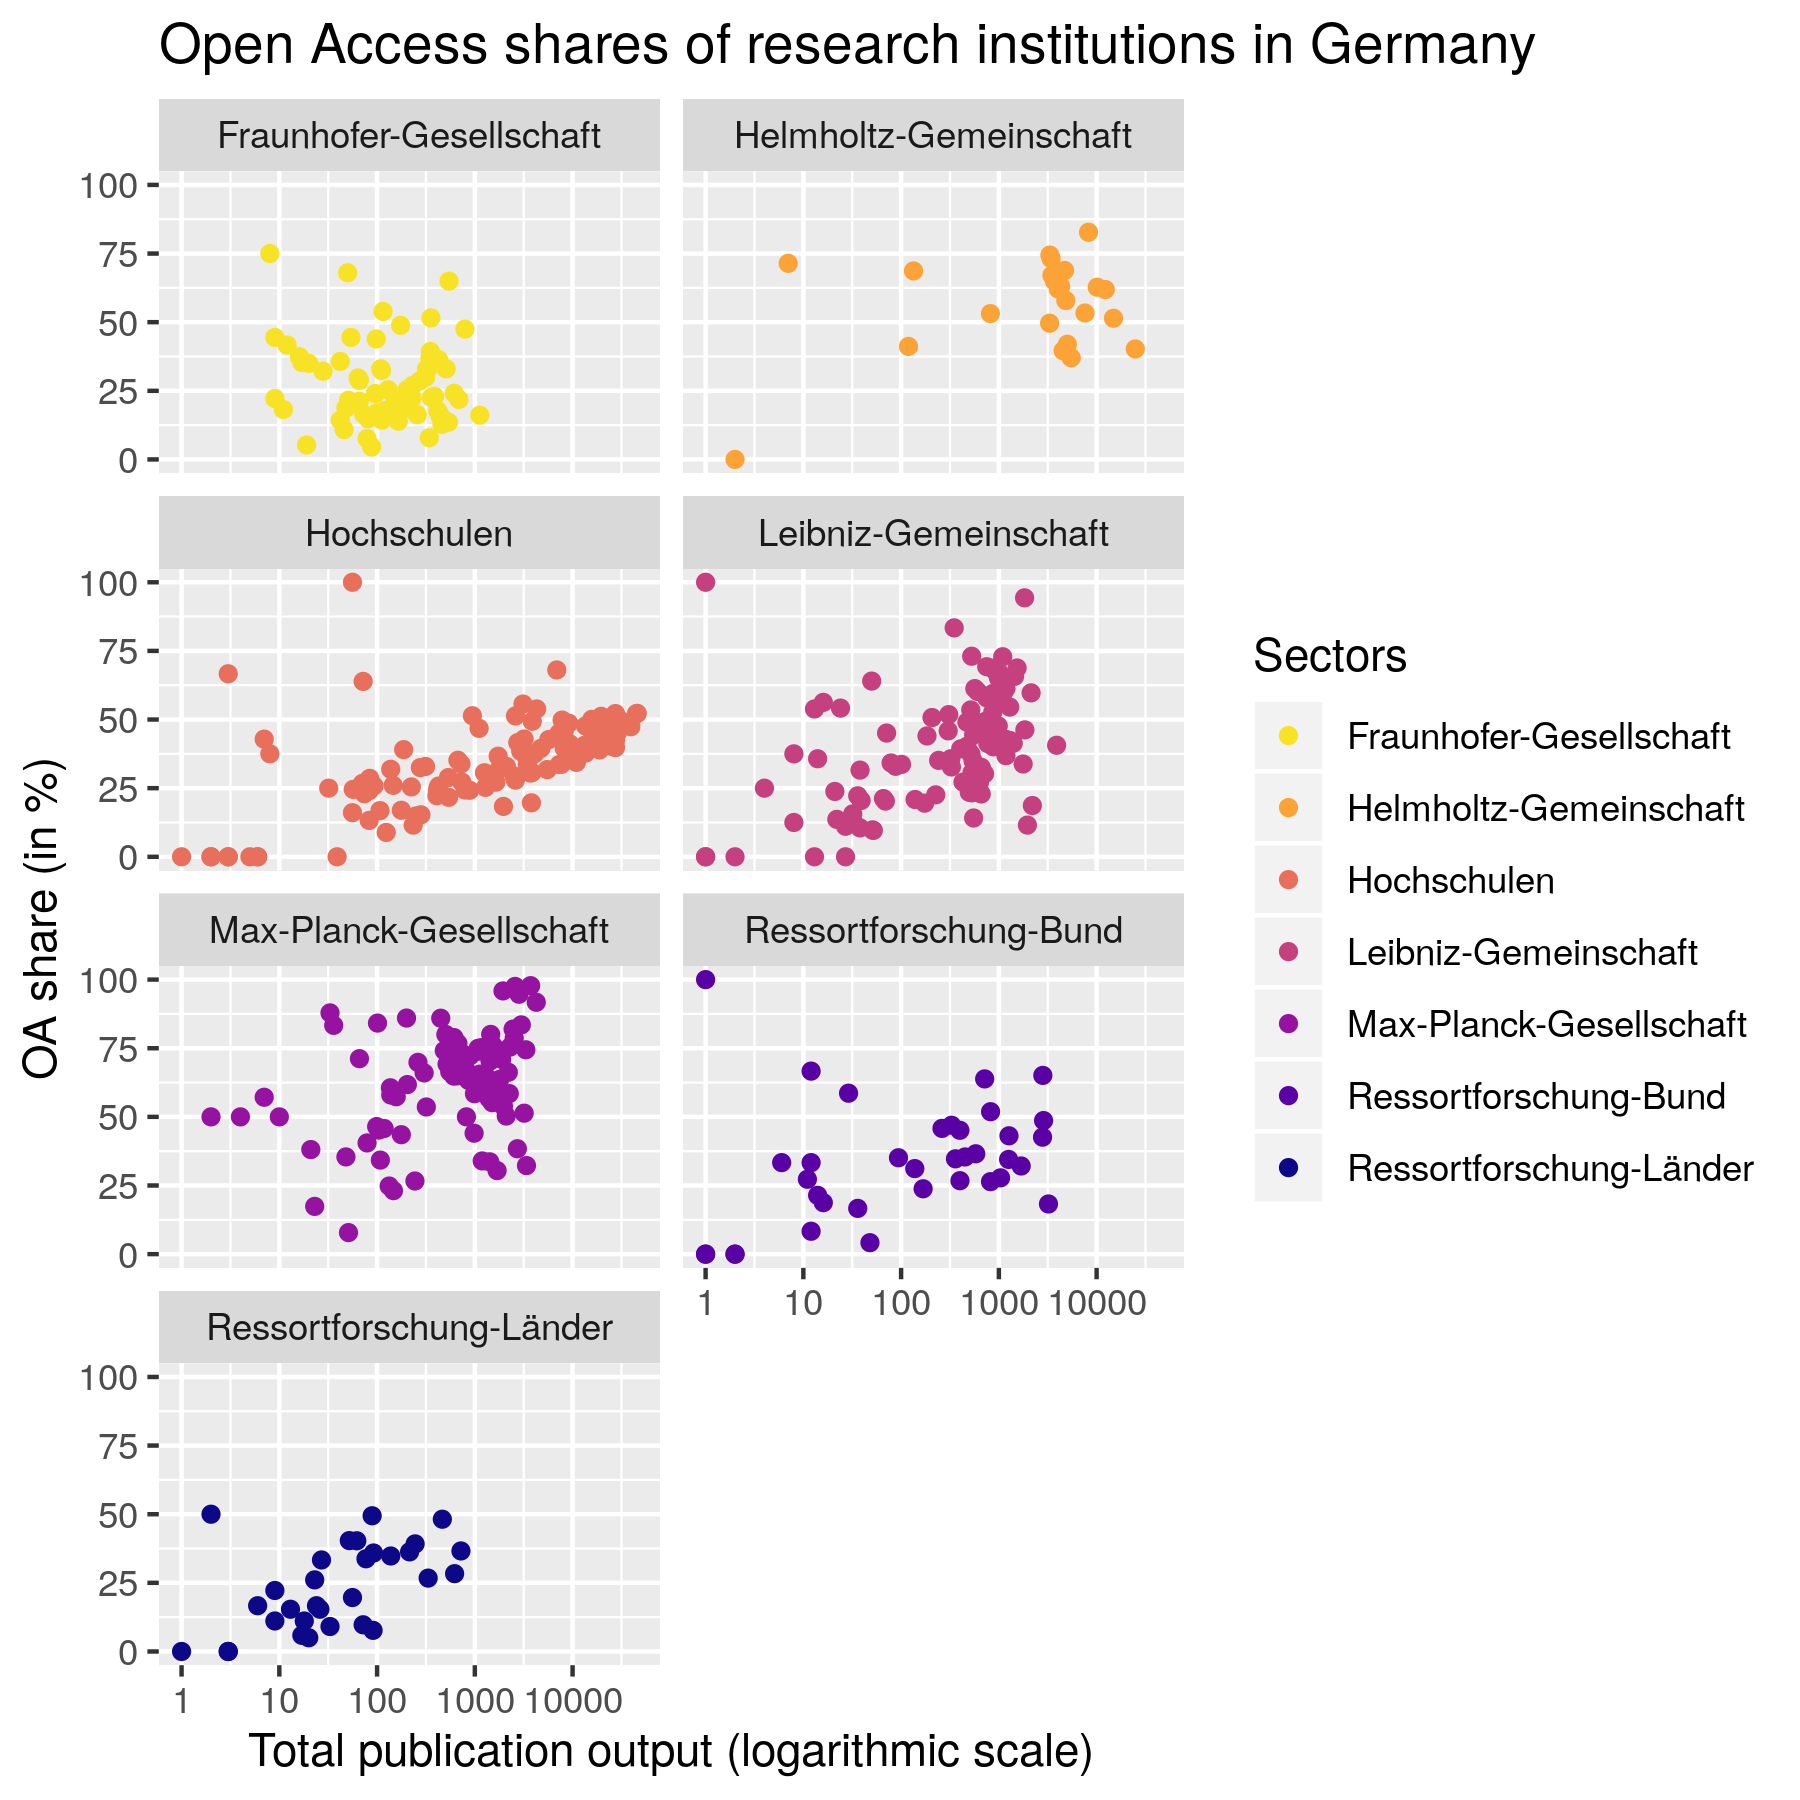 Open Access shares of research institutions in Germany
Fraunhofer-Gesellschaft
Helmholtz-Gemeinschaft
100
75
50
25
0
Hochschulen
Leibniz-Gemeinschaft
100
75
50
25
0
Max-Planck-Gesellschaft
Ressortforschung-Bund
100
75
50
25
0
1 10 100 1000 10000
Ressortforschung-Länder
100
75
50
25
0
1 10 100 1000 10000
Total publication output (logarithmic scale)
OA share (in %)
Sectors
Fraunhofer-Gesellschaft
Helmholtz-Gemeinschaft
Hochschulen
Leibniz-Gemeinschaft
Max-Planck-Gesellschaft
Ressortforschung-Bund
Ressortforschung-Länder